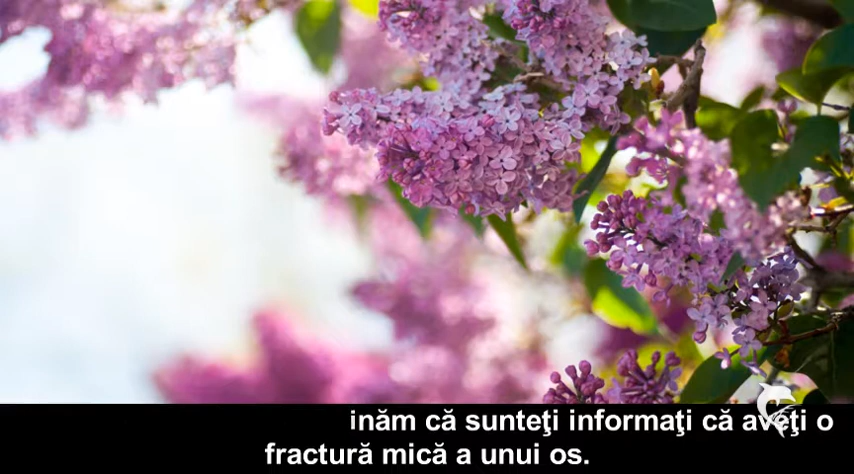 inăm că sunteţi informaţi că aveţi o
fractură mică a unui os.